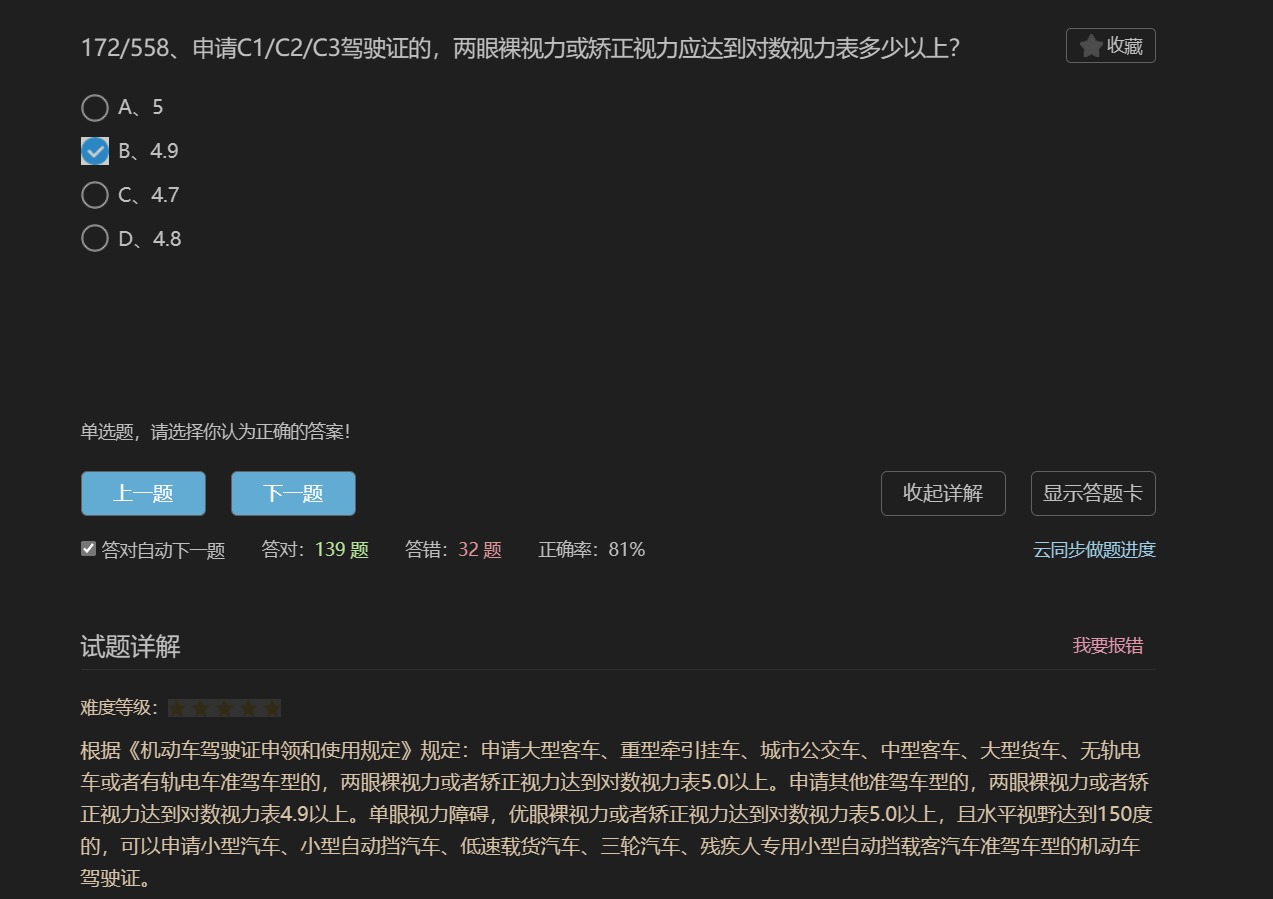 172/558、申请C1/C2/C3驾驶证的，两眼裸视力或矫正视力应达到对数视力表多少以上？
收藏
A、5
B、4.9
C、4.7
D、4.8
单选题，请选择你认为正确的答案！
上一题 下一题 收起详解 显示答题卡
答对自动下一题 答对：139 题 答错：32 题 正确率：81% 云同步做题进度
试题详解 我要报错
难度等级：
根据《机动车驾驶证申领和使用规定》规定：申请大型客车、重型牵引挂车、城市公交车、中型客车、大型货车、无轨电
车或者有轨电车准驾车型的，两眼裸视力或者矫正视力达到对数视力表5.0以上。申请其他准驾车型的，两眼裸视力或者矫
正视力达到对数视力表4.9以上。单眼视力障碍，优眼裸视力或者矫正视力达到对数视力表5.0以上，且水平视野达到150度
的，可以申请小型汽车、小型自动挡汽车、低速载货汽车、三轮汽车、残疾人专用小型自动挡载客汽车准驾车型的机动车
驾驶证。